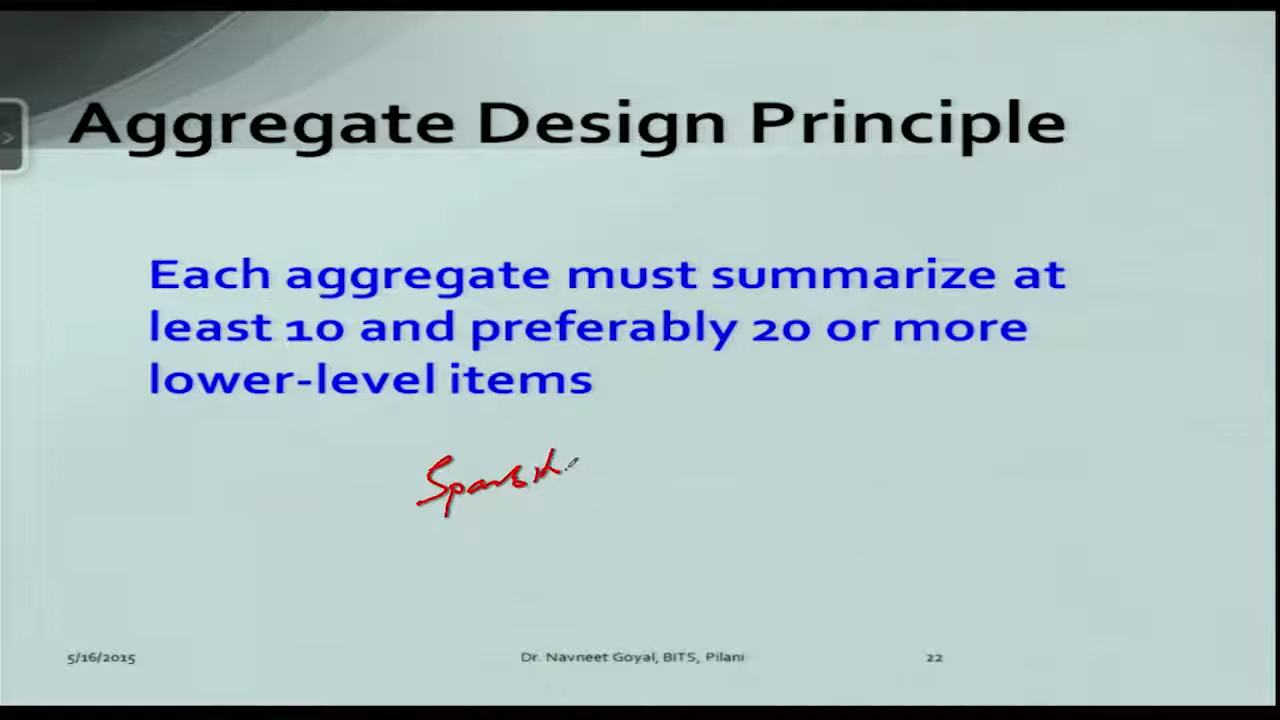 Aggregate Design Principle
Each aggregate must summarize at
least 10 and preferably 20 or more
lower-level items
5/16/2015
Dr. Navneet Goyal, BITS, Pilani
22